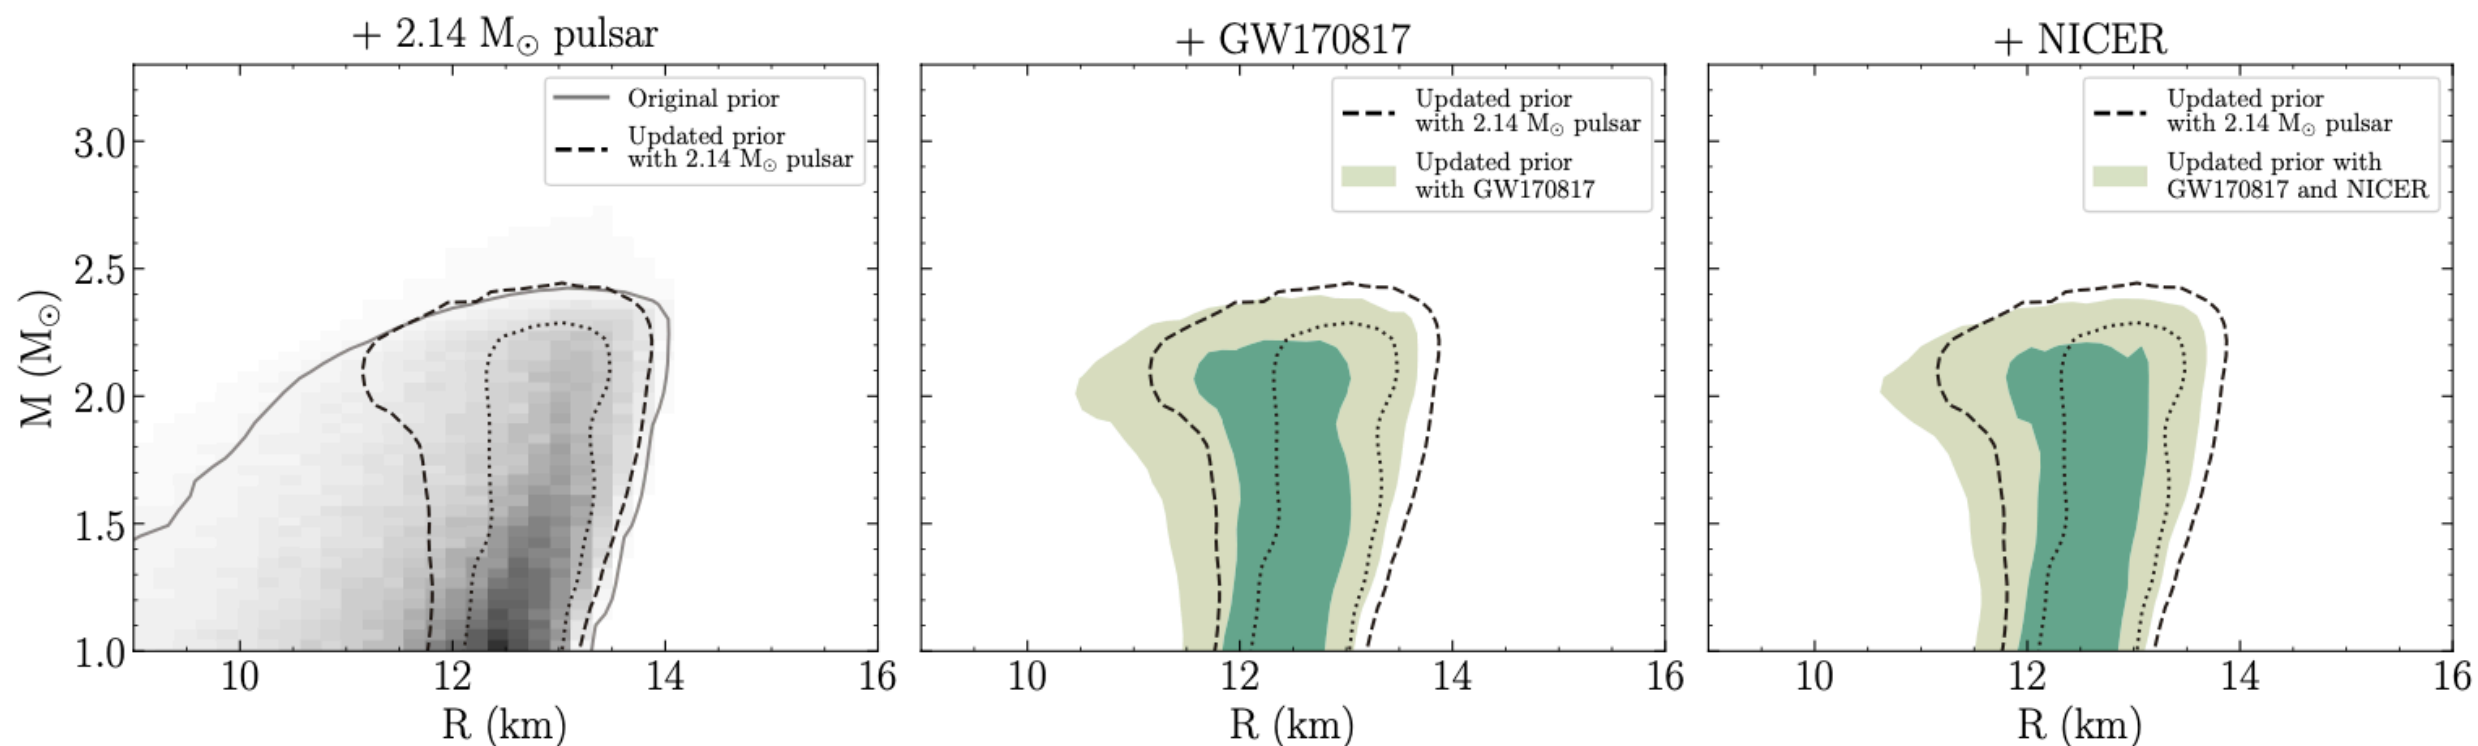 + 2.14 M⊙ pulsar
Original prior
Updated prior
with 2.14 M⊙ pulsar
M (M⊙)
3.0
2.5
2.0
1.5
1.0
10 12 14 16
R (km)
+ GW170817
Updated prior
with 2.14 M⊙ pulsar
Updated prior
with GW170817
10 12 14 16
R (km)
+ NICER
Updated prior
with 2.14 M⊙ pulsar
Updated prior with
GW170817 and NICER
10 12 14 16
R (km)